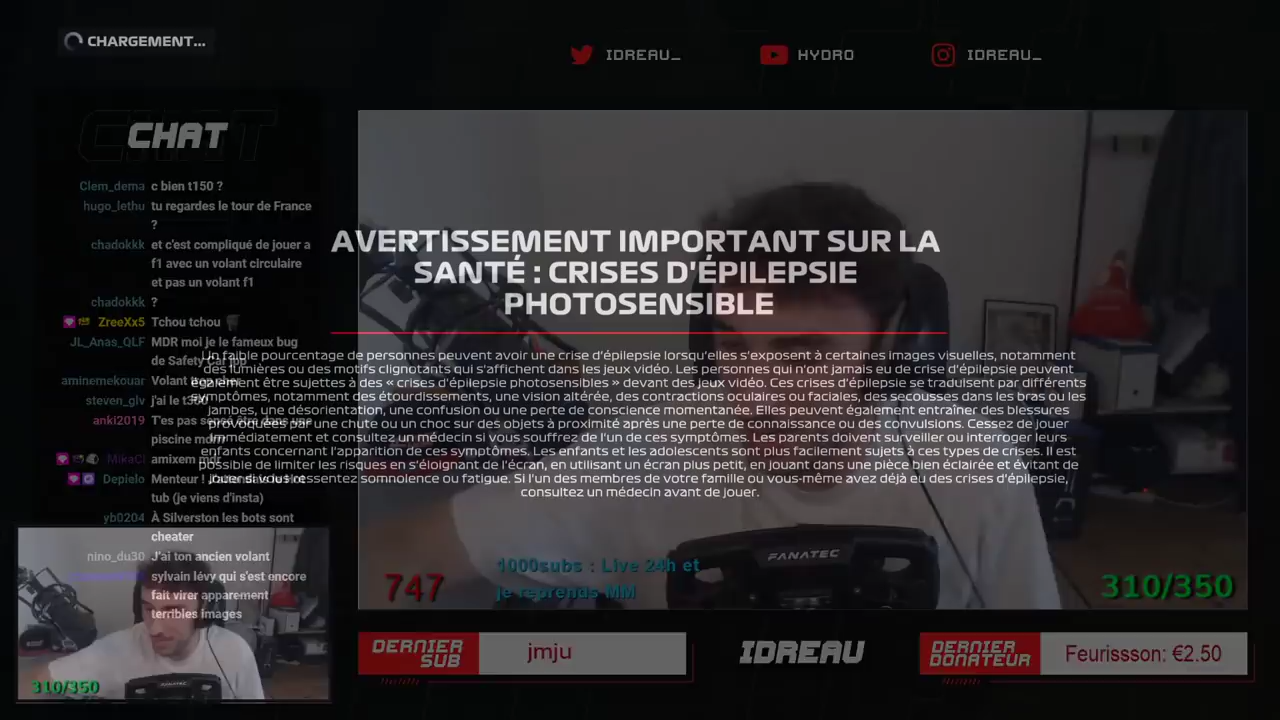 CHARGEMENT...
IDREAU_
HYDRO
IDREAU_
CHAT
Clem_dema c bien t150 ?
hugo_lethu tu regardes le tour de France
?
chadokkk et c'est compliqué de jouer a
f1 avec un volant circulaire
et pas un volant f1
chadokkk ?
ZreeXx5 Tchou tchou
JL_Anas_QLF MDR moi je le fameux bug
de Safety Car
aminemekouar Volant
steven_glv j'ai le
anki2019 T'es pas
piscine mdrr
MikaCl amixem mdr
Depielo Menteur !
tub (je viens d'insta)
yb0204 À Silverston les bots sont
cheater
nino_du30 J'ai ton ancien volant
sylvain lévy qui s'est encore
fait virer apparement
terribles images
310/350
AVERTISSEMENT IMPORTANT SUR LA
SANTÉ : CRISES D'ÉPILEPSIE
PHOTOSENSIBLE
Un faible pourcentage de personnes peuvent avoir une crise d'épilepsie lorsqu'elles s'exposent à certaines images visuelles, notamment
des lumières ou des motifs clignotants qui s'affichent dans les jeux vidéo. Les personnes qui n'ont jamais eu de crise d'épilepsie peuvent
également être sujettes à des « crises d'épilepsie photosensibles » devant des jeux vidéo. Ces crises d'épilepsie se traduisent par différents
symptômes, notamment des étourdissements, une vision altérée, des contractions oculaires ou faciales, des secousses dans les bras ou les
jambes, une désorientation, une confusion ou une perte de conscience momentanée. Elles peuvent également entraîner des blessures
provoquées par une chute ou un choc sur des objets à proximité après une perte de connaissance ou des convulsions. Cessez de jouer
immédiatement et consultez un médecin si vous souffrez de l'un de ces symptômes. Les parents doivent surveiller ou interroger leurs
enfants concernant l'apparition de ces symptômes. Les enfants et les adolescents sont plus facilement sujets à ces types de crises. Il est
possible de limiter les risques en s'éloignant de l'écran, en utilisant un écran plus petit, en jouant dans une pièce bien éclairée et évitant de
jouer si vous ressentez somnolence ou fatigue. Si l'un des membres de votre famille ou vous-même avez déjà eu des crises d'épilepsie,
consultez un médecin avant de jouer.
FANATEC
747
1000subs : Live 24h et
je reprends MM
310/350
DERNIER
SUB
jmju
IDREAU
DERNIER
DONATEUR
Feurissson: €2.50